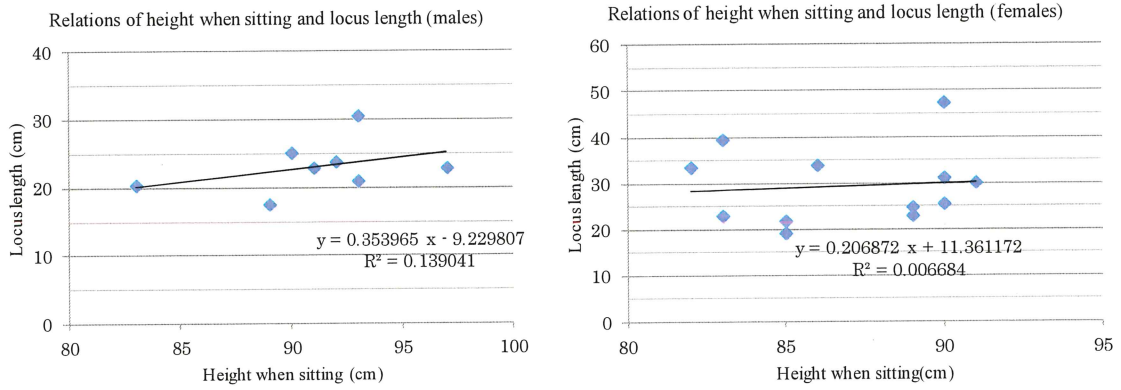 Relations of height when sitting and locus length (males)
40
30
20
10
0
Locus length (cm)
y = 0.353965 x - 9.229807
R² = 0.139041
80 85 90 95 100
Height when sitting (cm)
Relations of height when sitting and locus length (females)
60
50
40
30
20
10
0
Locus length (cm)
y = 0.206872 x + 11.361172
R² = 0.006684
80 85 90 95
Height when sitting(cm)